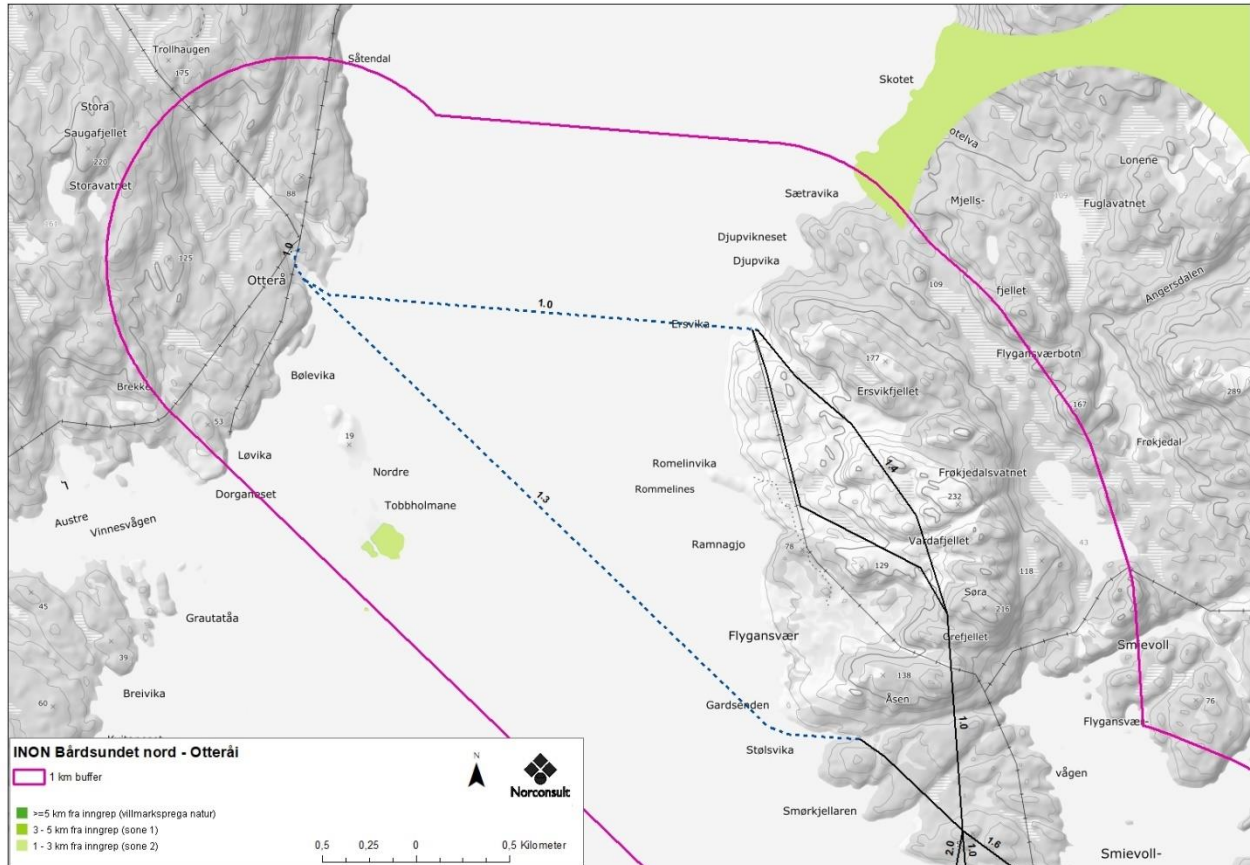 Trollhaugen
175
Såtendal
Skotet
Stora
Saugafjellet
220
otelva
Lonene
Storavatnet
88
Sætravika
Mjells-
Fuglavatnet
Djupvikneset
1.0
125
Djupvika
Otterå
109
fjellet
Angersdalen
1.0
Ersvika
Flygansværbotn
177
Bølevika
Brekke
Ersvikfjellet
289
167
53
19
Løvika
Frøkjedal
Romelinvika
Nordre
1.4
Frøkjedalsvatnet
Dorganeset
1.3
Rommelines
232
Tobbholmane
Austre
Vinnesvågen
Ramnagjo
78
Vardafjellet
43
129
118
45
Søra
216
Grautatåa
Flygansvær
Grefjellet
Smievoll
39
138
Breivika
Åsen
60
Gardsenden
76
1.0
Flygansvær-
Stølsvika
vågen
Smørkjellaren
2.0
1.0
1.6
Smievoll-
INON Bårdsundet nord - Otteråi
1 km buffer
N
Norconsult
>=5 km fra inngrep (villmarksprega natur)
3 - 5 km fra inngrep (sone 1)
1 - 3 km fra inngrep (sone 2)
0,5 0,25 0 0,5 Kilometer